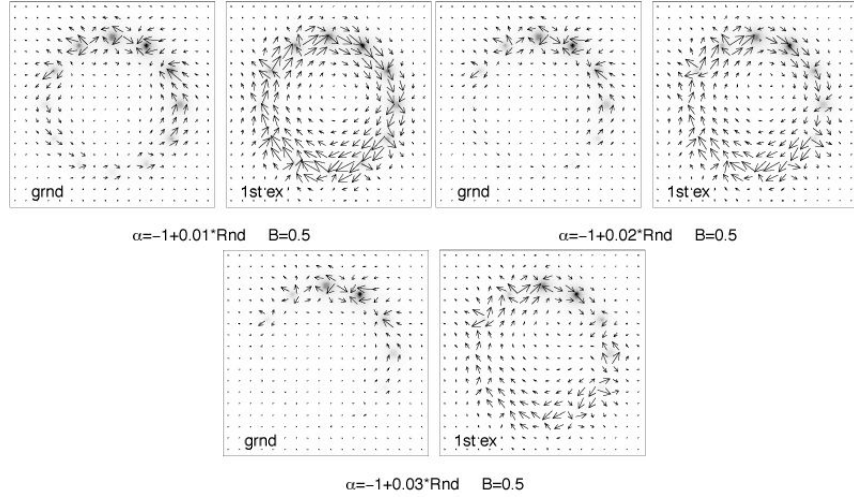 grnd
1st ex
grnd
1st ex
α=−1+0.01*Rnd B=0.5
α=−1+0.02*Rnd B=0.5
grnd
1st ex
α=−1+0.03*Rnd B=0.5